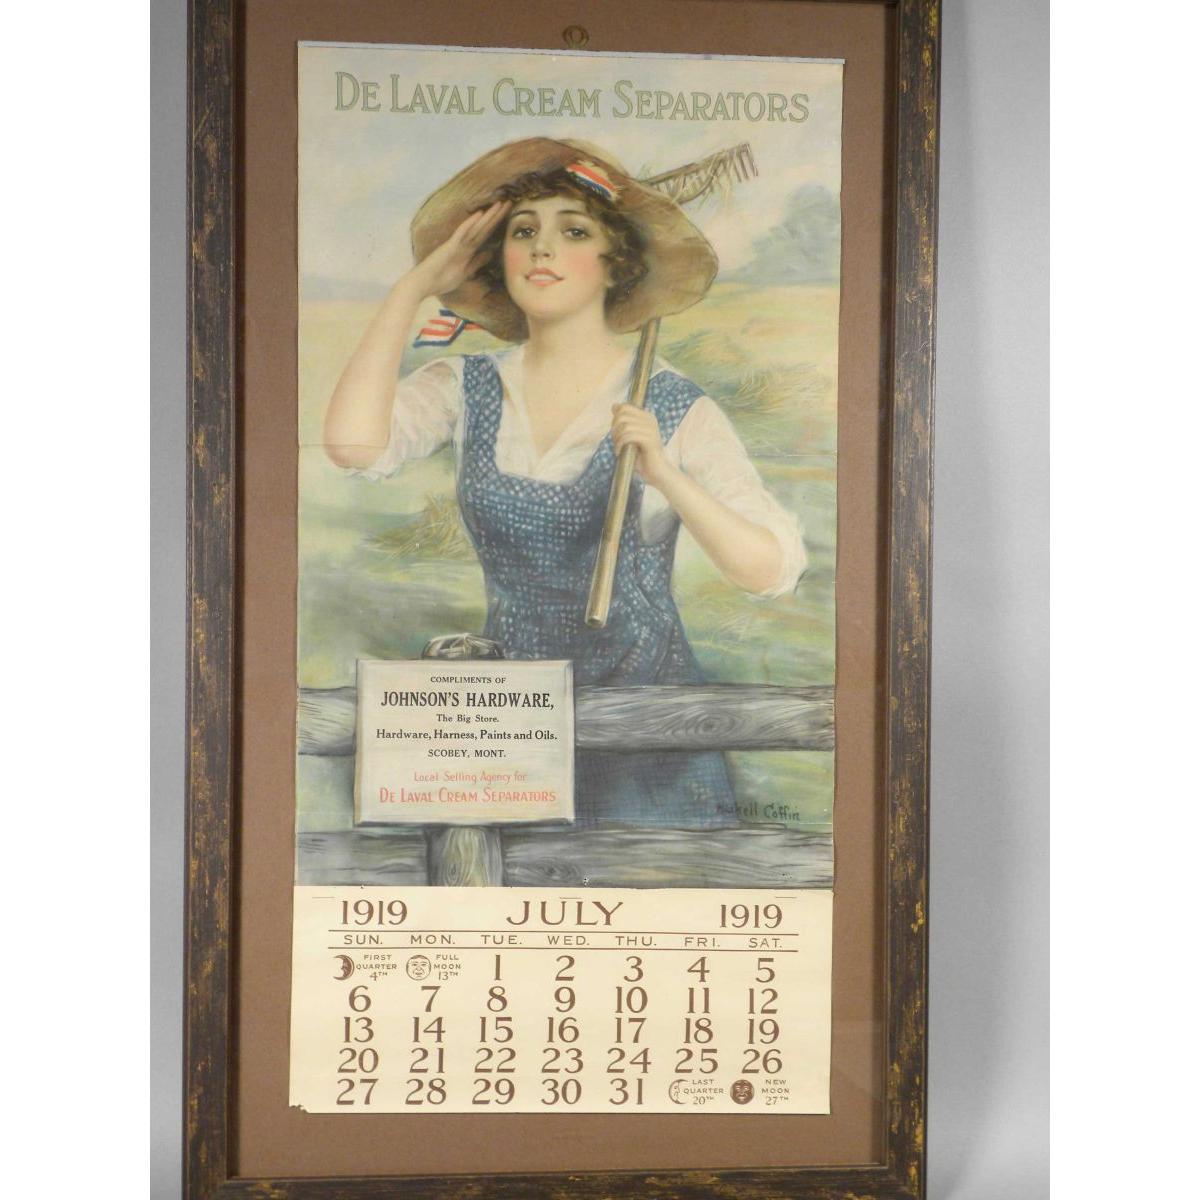 DE LAVAL CREAM SEPARATORS
COMPLIMENTS OF
JOHNSON'S HARDWARE,
The Big Store.
Hardware, Harness, Paints and Oils.
SCOBEY, MONT.
Local Selling Agency for
DE LAVAL CREAM SEPARATORS
Haskell Coffin
1919 JULY 1919
SUN. MON. TUE. WED. THU. FRI. SAT.
FIRST QUARTER 4TH FULL MOON 13TH 1 2 3 4 5
6 7 8 9 10 11 12
13 14 15 16 17 18 19
20 21 22 23 24 25 26
27 28 29 30 31 LAST QUARTER 20TH NEW MOON 27TH